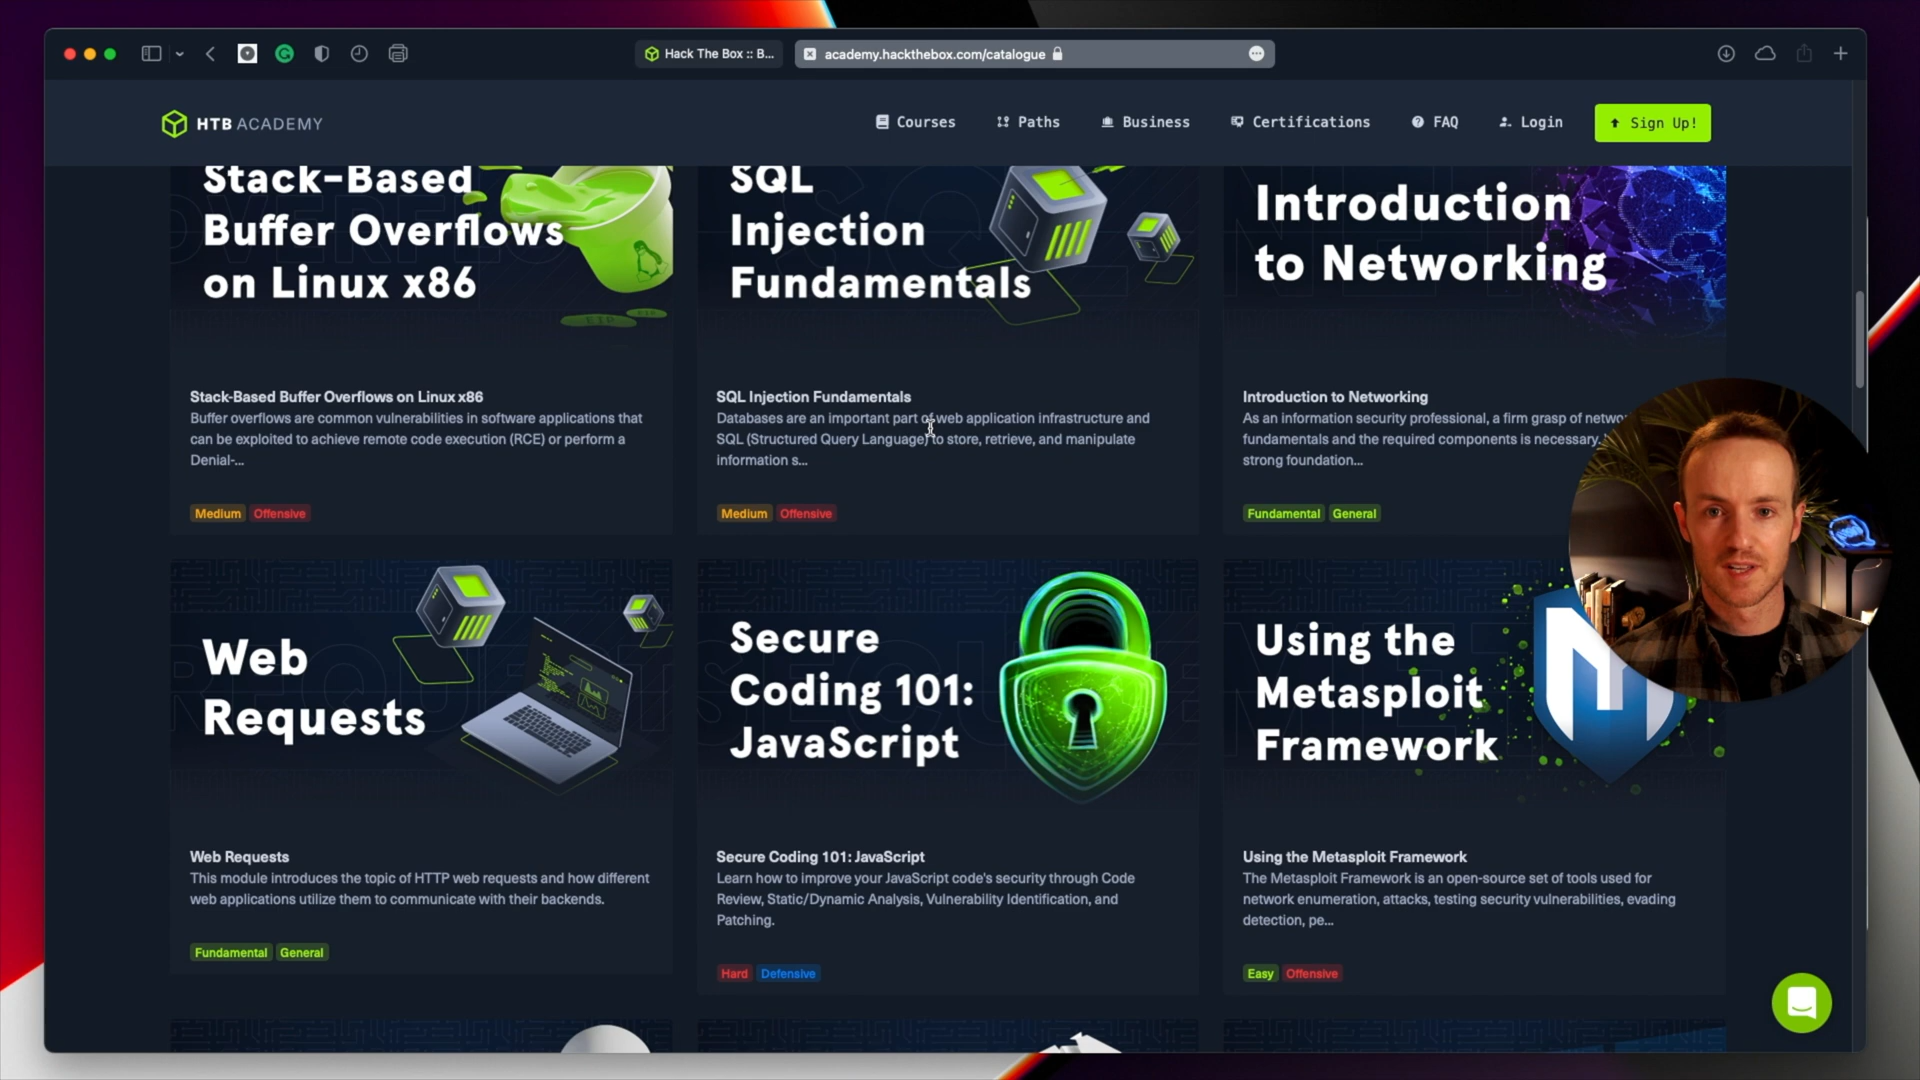 Hack The Box :: B...
academy.hackthebox.com/catalogue
HTB ACADEMY
Courses
Paths
Business
Certifications
FAQ
Login
Sign Up!
Stack-Based
Buffer Overflows
on Linux x86
SQL
Injection
Fundamentals
Introduction
to Networking
Stack-Based Buffer Overflows on Linux x86
Buffer overflows are common vulnerabilities in software applications that
can be exploited to achieve remote code execution (RCE) or perform a
Denial-...
Medium Offensive
SQL Injection Fundamentals
Databases are an important part of web application infrastructure and
SQL (Structured Query Language) to store, retrieve, and manipulate
information s...
Medium Offensive
Introduction to Networking
As an information security professional, a firm grasp of
fundamentals and the required components is necessary.
strong foundation...
Fundamental General
Web
Requests
Secure
Coding 101:
JavaScript
Using the
Metasploit
Framework
Web Requests
This module introduces the topic of HTTP web requests and how different
web applications utilize them to communicate with their backends.
Fundamental General
Secure Coding 101: JavaScript
Learn how to improve your JavaScript code's security through Code
Review, Static/Dynamic Analysis, Vulnerability Identification, and
Patching.
Hard Defensive
Using the Metasploit Framework
The Metasploit Framework is an open-source set of tools used for
network enumeration, attacks, testing security vulnerabilities, evading
detection, pe...
Easy Offensive